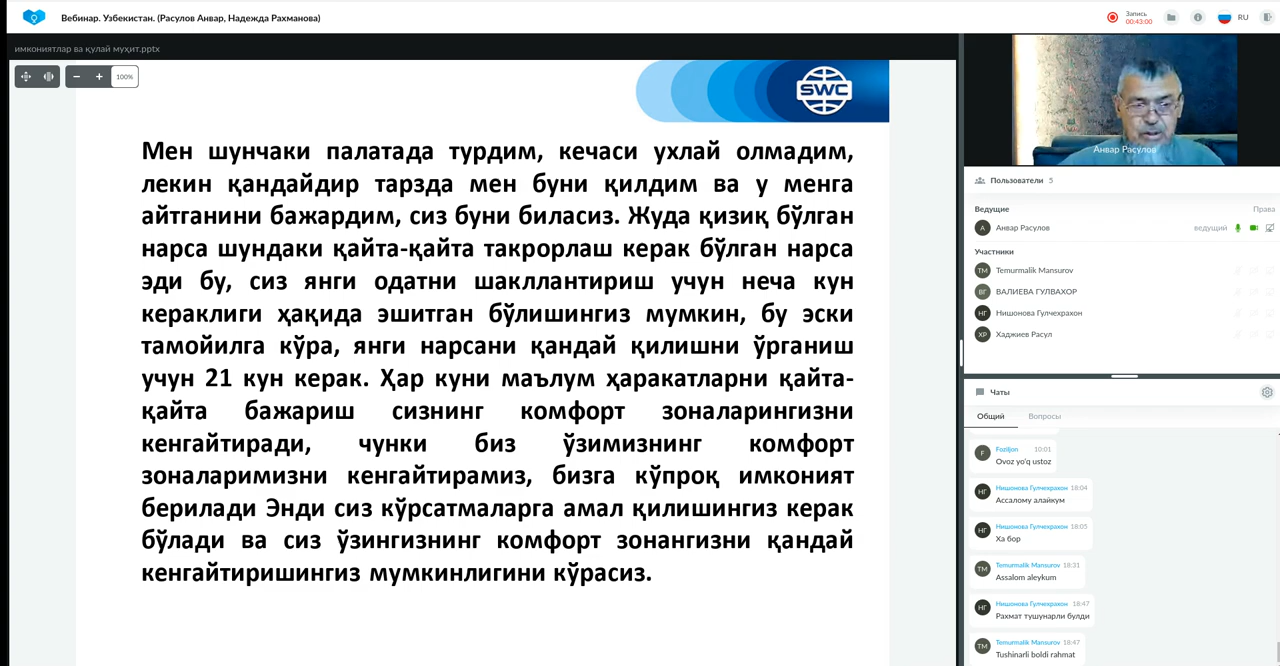 Вебинар. Узбекистан. (Расулов Анвар, Надежда Рахманова)
Запись
00:43:00
RU
имкониятлар ва қулай муҳит.pptx
100%
SWC
Мен шунчаки палатада турдим, кечаси ухлай олмадим,
лекин қандайдир тарзда мен буни қилдим ва у менга
айтганини бажардим, сиз буни биласиз. Жуда қизиқ бўлган
нарса шундаки қайта-қайта такрорлаш керак бўлган нарса
эди бу, сиз янги одатни шакллантириш учун неча кун
кераклиги ҳақида эшитган бўлишингиз мумкин, бу эски
тамойилга кўра, янги нарсани қандай қилишни ўрганиш
учун 21 кун керак. Ҳар куни маълум ҳаракатларни қайта-
қайта бажариш сизнинг комфорт зоналарингизни
кенгайтиради, чунки биз ўзимизнинг комфорт
зоналаримизни кенгайтирамиз, бизга кўпроқ имконият
берилади Энди сиз кўрсатмаларга амал қилишингиз керак
бўлади ва сиз ўзингизнинг комфорт зонангизни қандай
кенгайтиришингиз мумкинлигини кўрасиз.
Анвар Расулов
Пользователи 5
Ведущие Права
А Анвар Расулов ведущий
Участники
TM Temurmalik Mansurov
ВГ ВАЛИЕВА ГУЛВАХОР
НГ Нишонова Гулчехрахон
ХР Хаджиев Расул
Чаты
Общий Вопросы
F Foziljon 10:01
Ovoz yo'q ustoz
НГ Нишонова Гулчехрахон 18:04
Ассалому алайкум
НГ Нишонова Гулчехрахон 18:05
Ха бор
TM Temurmalik Mansurov 18:31
Assalom aleykum
НГ Нишонова Гулчехрахон 18:47
Рахмат тушунарли булди
TM Temurmalik Mansurov 18:47
Tushinarli boldi rahmat